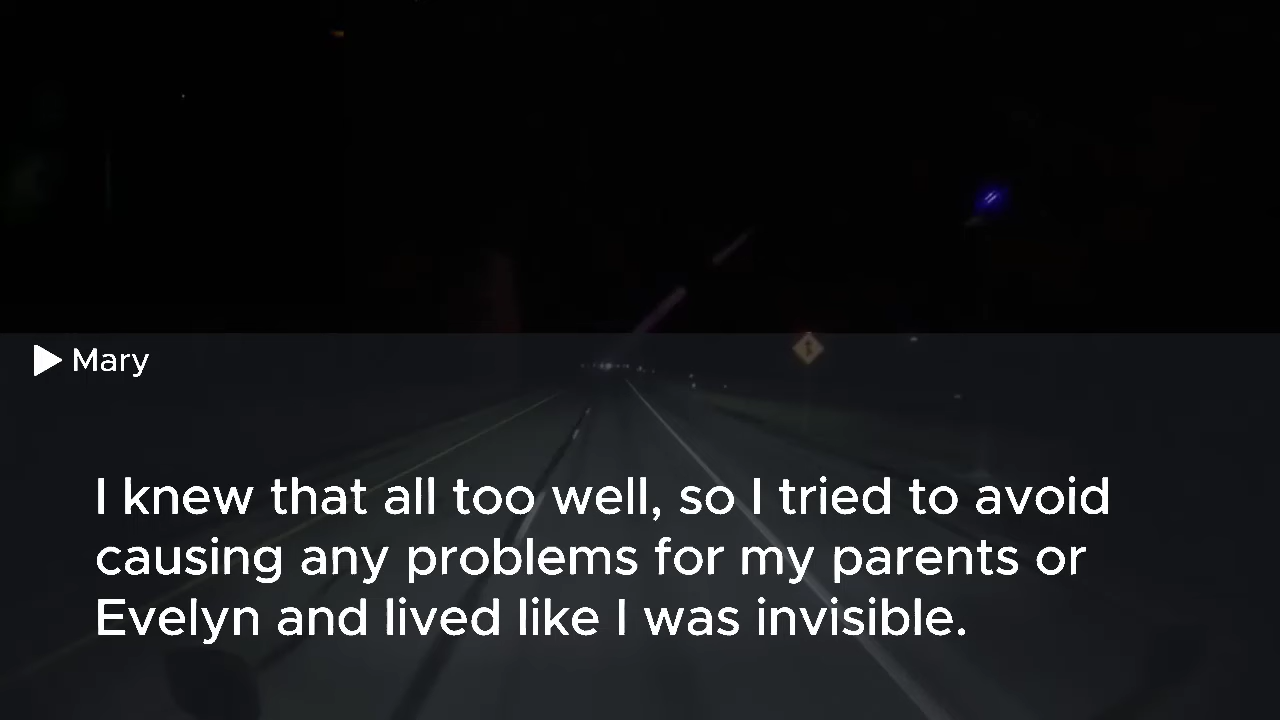 Mary
I knew that all too well, so I tried to avoid
causing any problems for my parents or
Evelyn and lived like I was invisible.